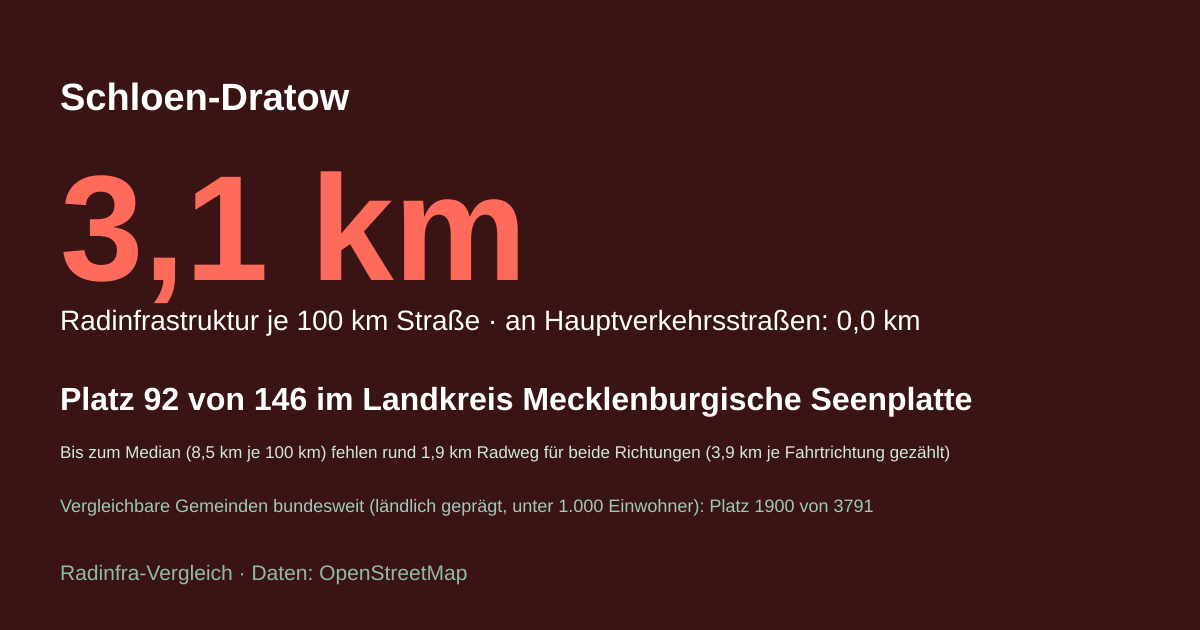 Schloen-Dratow
3,1 km
Radinfrastruktur je 100 km Straße · an Hauptverkehrsstraßen: 0,0 km
Platz 92 von 146 im Landkreis Mecklenburgische Seenplatte
Bis zum Median (8,5 km je 100 km) fehlen rund 1,9 km Radweg für beide Richtungen (3,9 km je Fahrtrichtung gezählt)
Vergleichbare Gemeinden bundesweit (ländlich geprägt, unter 1.000 Einwohner): Platz 1900 von 3791
Radinfra-Vergleich · Daten: OpenStreetMap